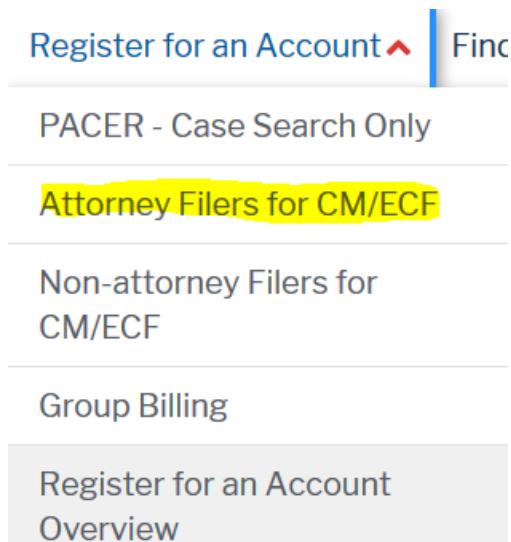 Register for an Account
PACER - Case Search Only
Attorney Filers for CM/ECF
Non-attorney Filers for
CM/ECF
Group Billing
Register for an Account
Overview